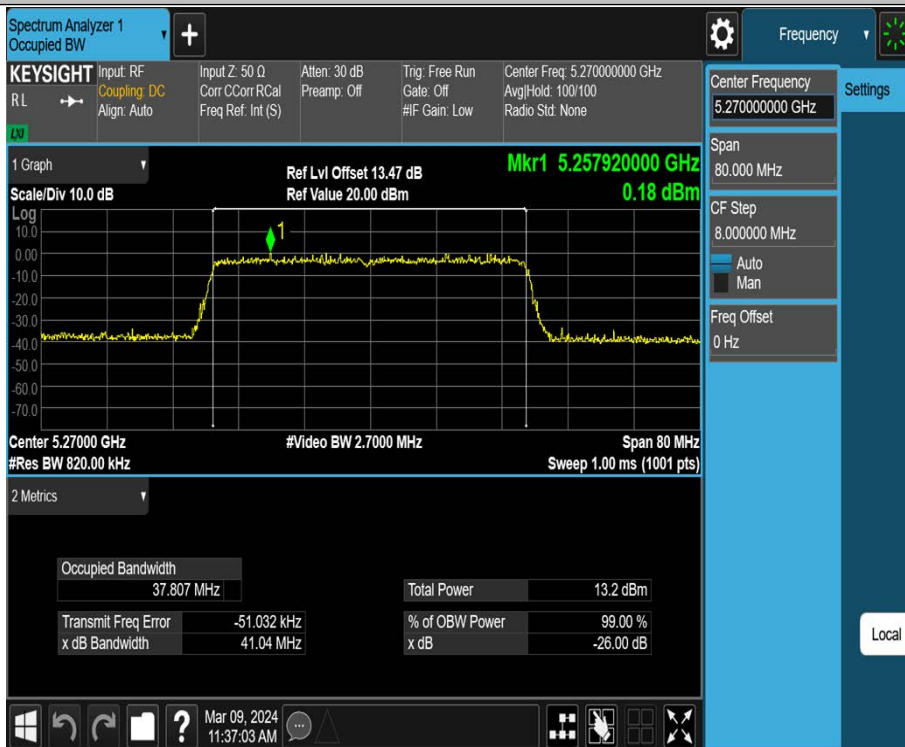 Spectrum Analyzer 1
Occupied BW
+
Frequency
KEYSIGHT
R L
LXI
Input: RF
Coupling: DC
Align: Auto
Input Z: 50 Ω
Corr CCorr RCal
Freq Ref: Int (S)
Atten: 30 dB
Preamp: Off
Trig: Free Run
Gate: Off
#IF Gain: Low
Center Freq: 5.270000000 GHz
Avg|Hold: 100/100
Radio Std: None
Center Frequency
5.270000000 GHz
Settings
Span
80.000 MHz
CF Step
8.000000 MHz
Auto
Man
Freq Offset
0 Hz
Local
1 Graph
Scale/Div 10.0 dB
Ref Lvl Offset 13.47 dB
Ref Value 20.00 dBm
Mkr1 5.257920000 GHz
0.18 dBm
Log
10.0
0.00
-10.0
-20.0
-30.0
-40.0
-50.0
-60.0
-70.0
1
Center 5.27000 GHz
#Res BW 820.00 kHz
#Video BW 2.7000 MHz
Span 80 MHz
Sweep 1.00 ms (1001 pts)
2 Metrics
Occupied Bandwidth
37.807 MHz
Total Power 13.2 dBm
Transmit Freq Error -51.032 kHz
% of OBW Power 99.00 %
x dB Bandwidth 41.04 MHz
x dB -26.00 dB
?
Mar 09, 2024
11:37:03 AM